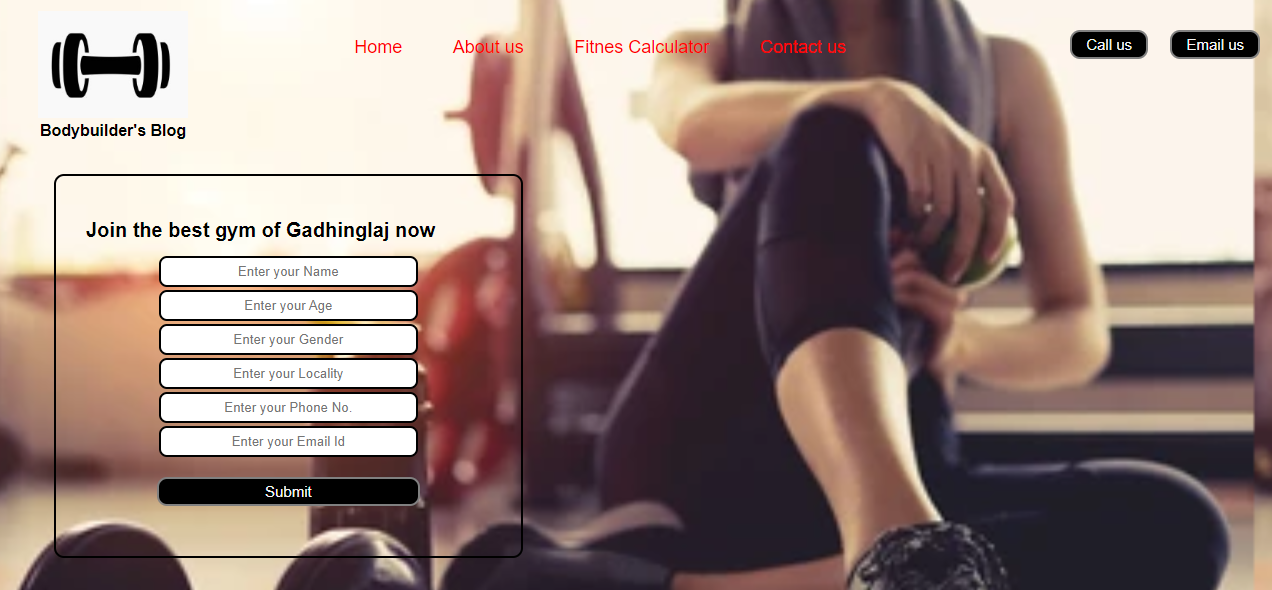 Home About us Fitnes Calculator Contact us Call us Email us
Bodybuilder's Blog
Join the best gym of Gadhinglaj now
Enter your Name
Enter your Age
Enter your Gender
Enter your Locality
Enter your Phone No.
Enter your Email Id
Submit